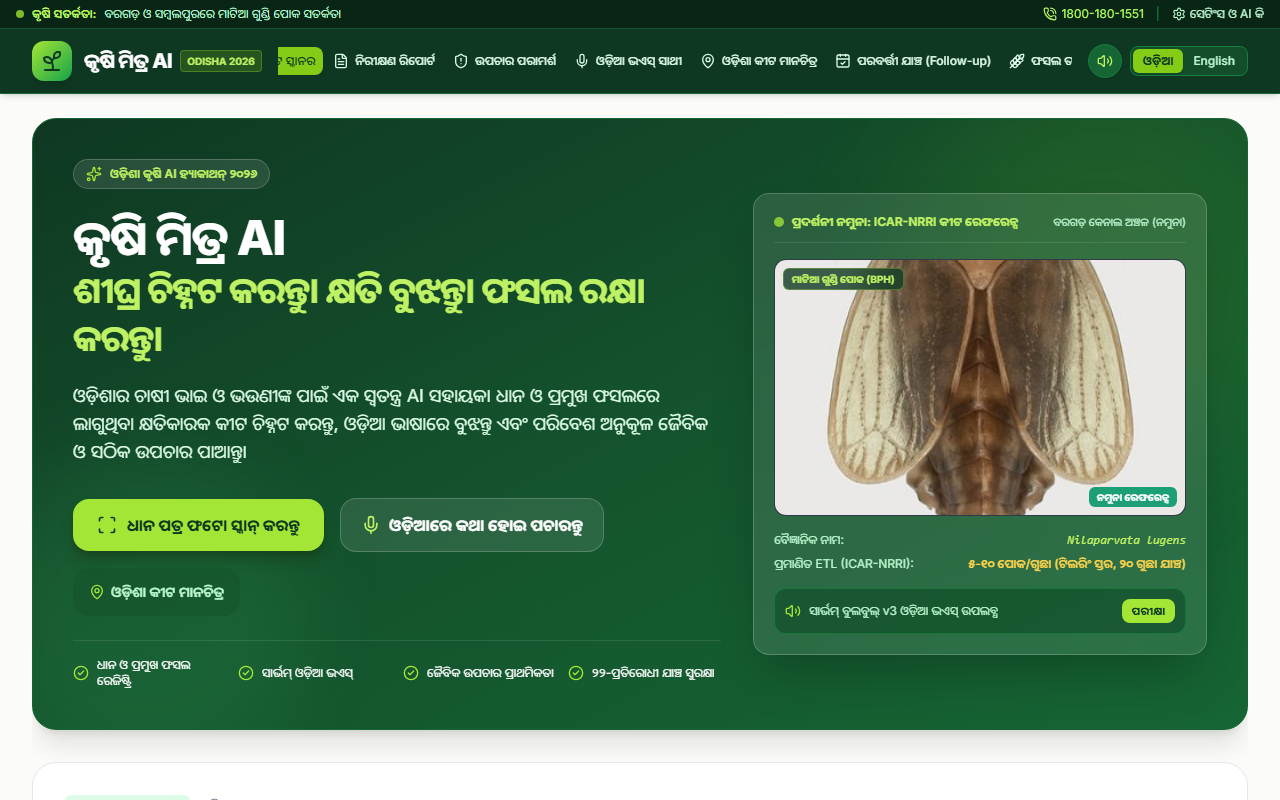 କୃଷି ସତର୍କତା: ବରଗଡ଼ ଓ ସମ୍ବଲପୁରରେ ମାଟିଆ ଗୁଣ୍ଡି ପୋକ ସତର୍କତା
1800-180-1551
ସେଟିଂସ ଓ AI କି
କୃଷି ମିତ୍ର AI
ODISHA 2026
ସ୍କାନର
ନିରୀକ୍ଷଣ ରିପୋର୍ଟ
ଉପଚାର ପରାମର୍ଶ
ଓଡ଼ିଆ ଭଏସ୍ ସାଥୀ
ଓଡ଼ିଶା କୀଟ ମାନଚିତ୍ର
ପରବର୍ତ୍ତୀ ଯାଞ୍ଚ (Follow-up)
ଫସଲ
ଓଡ଼ିଆ
English
ଓଡ଼ିଶା କୃଷି AI ହ୍ୟାକାଥନ୍ ୨୦୨୬
କୃଷି ମିତ୍ର AI
ଶୀଘ୍ର ଚିହ୍ନଟ କରନ୍ତୁ। କ୍ଷତି ବୁଝନ୍ତୁ। ଫସଲ ରକ୍ଷା
କରନ୍ତୁ।
ଓଡ଼ିଶାର ଚାଷୀ ଭାଇ ଓ ଭଉଣୀଙ୍କ ପାଇଁ ଏକ ସ୍ୱତନ୍ତ୍ର AI ସହାୟକ। ଧାନ ଓ ପ୍ରମୁଖ ଫସଲରେ
ଲାଗୁଥିବା କ୍ଷତିକାରକ କୀଟ ଚିହ୍ନଟ କରନ୍ତୁ, ଓଡ଼ିଆ ଭାଷାରେ ବୁଝନ୍ତୁ ଏବଂ ପରିବେଶ ଅନୁକୂଳ ଜୈବିକ
ଓ ସଠିକ ଉପଚାର ପାଆନ୍ତୁ।
ଧାନ ପତ୍ର ଫଟୋ ସ୍କାନ୍ କରନ୍ତୁ
ଓଡ଼ିଆରେ କଥା ହୋଇ ପଚାରନ୍ତୁ
ଓଡ଼ିଶା କୀଟ ମାନଚିତ୍ର
ଧାନ ଓ ପ୍ରମୁଖ ଫସଲ
ରେଜିଷ୍ଟ୍ରି
ସାର୍ଭମ୍ ଓଡ଼ିଆ ଭଏସ୍
ଜୈବିକ ଉପଚାର ପ୍ରାଥମିକତା
୨୨-ପ୍ରତିରୋଧୀ ଯାଞ୍ଚ ସୁରକ୍ଷା
ପ୍ରଦର୍ଶନୀ ନମୁନା: ICAR-NRRI କୀଟ ରେଫରେନ୍ସ
ବରଗଡ଼ କେନାଲ ଅଞ୍ଚଳ (ନମୁନା)
ମାଟିଆ ଗୁଣ୍ଡି ପୋକ (BPH)
ନମୁନା ରେଫରେନ୍ସ
ବୈଜ୍ଞାନିକ ନାମ:
Nilaparvata lugens
ପ୍ରମାଣିତ ETL (ICAR-NRRI):
୫-୧୦ ପୋକ/ଗୁଛା (ଟିଲରିଂ ସ୍ତର, ୨୦ ଗୁଛା ଯାଞ୍ଚ)
ସାର୍ଭମ୍ ବୁଲବୁଲ୍ v3 ଓଡ଼ିଆ ଭଏସ୍ ଉପଲବ୍ଧ
ପରୀକ୍ଷା